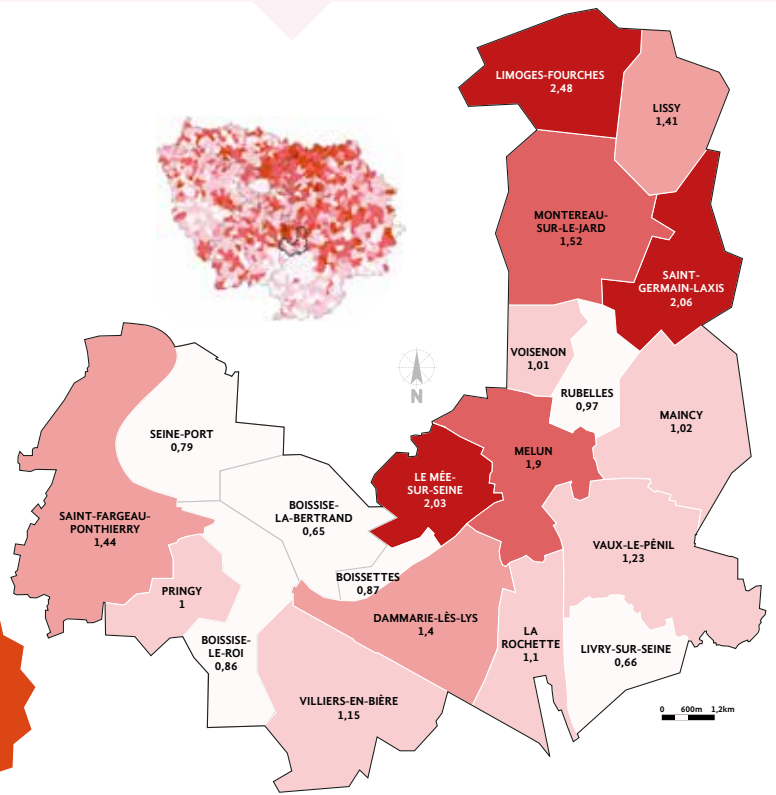 LIMOGES-FOURCHES
2,48
LISSY
1,41
MONTEREAU-
SUR-LE-JARD
1,52
SAINT-
GERMAIN-LAXIS
2,06
VOISENON
1,01
RUBELLES
0,97
MAINCY
1,02
N
SEINE-PORT
0,79
MELUN
1,9
LE MÉE-
SUR-SEINE
2,03
BOISSISE-
LA-BERTRAND
0,65
SAINT-FARGEAU-
PONTHIERRY
1,44
VAUX-LE-PÉNIL
1,23
BOISSETTES
0,87
PRINGY
1
DAMMARIE-LÈS-LYS
1,4
BOISSISE-
LE-ROI
0,86
LA
ROCHETTE
1,1
LIVRY-SUR-SEINE
0,66
VILLIERS-EN-BIÈRE
1,15
0 600m 1,2km